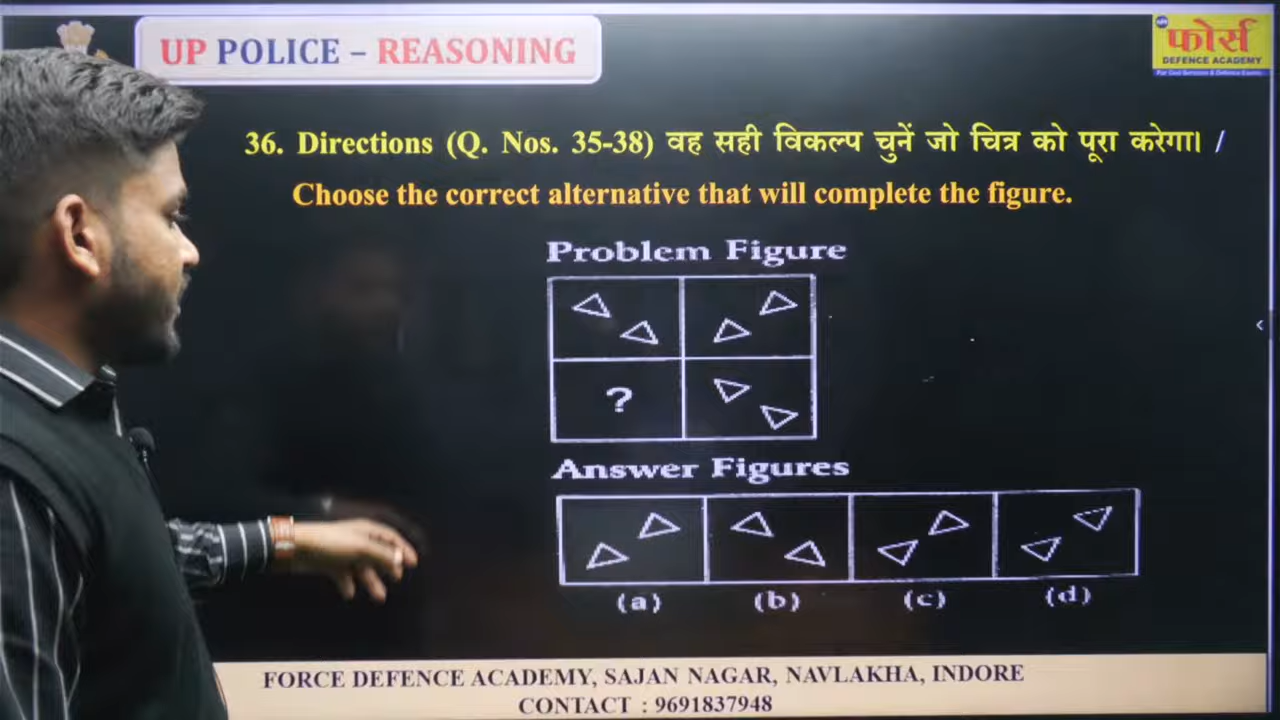 UP POLICE – REASONING
फोर्स
DEFENCE ACADEMY
36. Directions (Q. Nos. 35-38) वह सही विकल्प चुनें जो चित्र को पूरा करेगा। /
Choose the correct alternative that will complete the figure.
Problem Figure
?
Answer Figures
(a) (b) (c) (d)
FORCE DEFENCE ACADEMY, SAJAN NAGAR, NAVLAKHA, INDORE
CONTACT : 9691837948